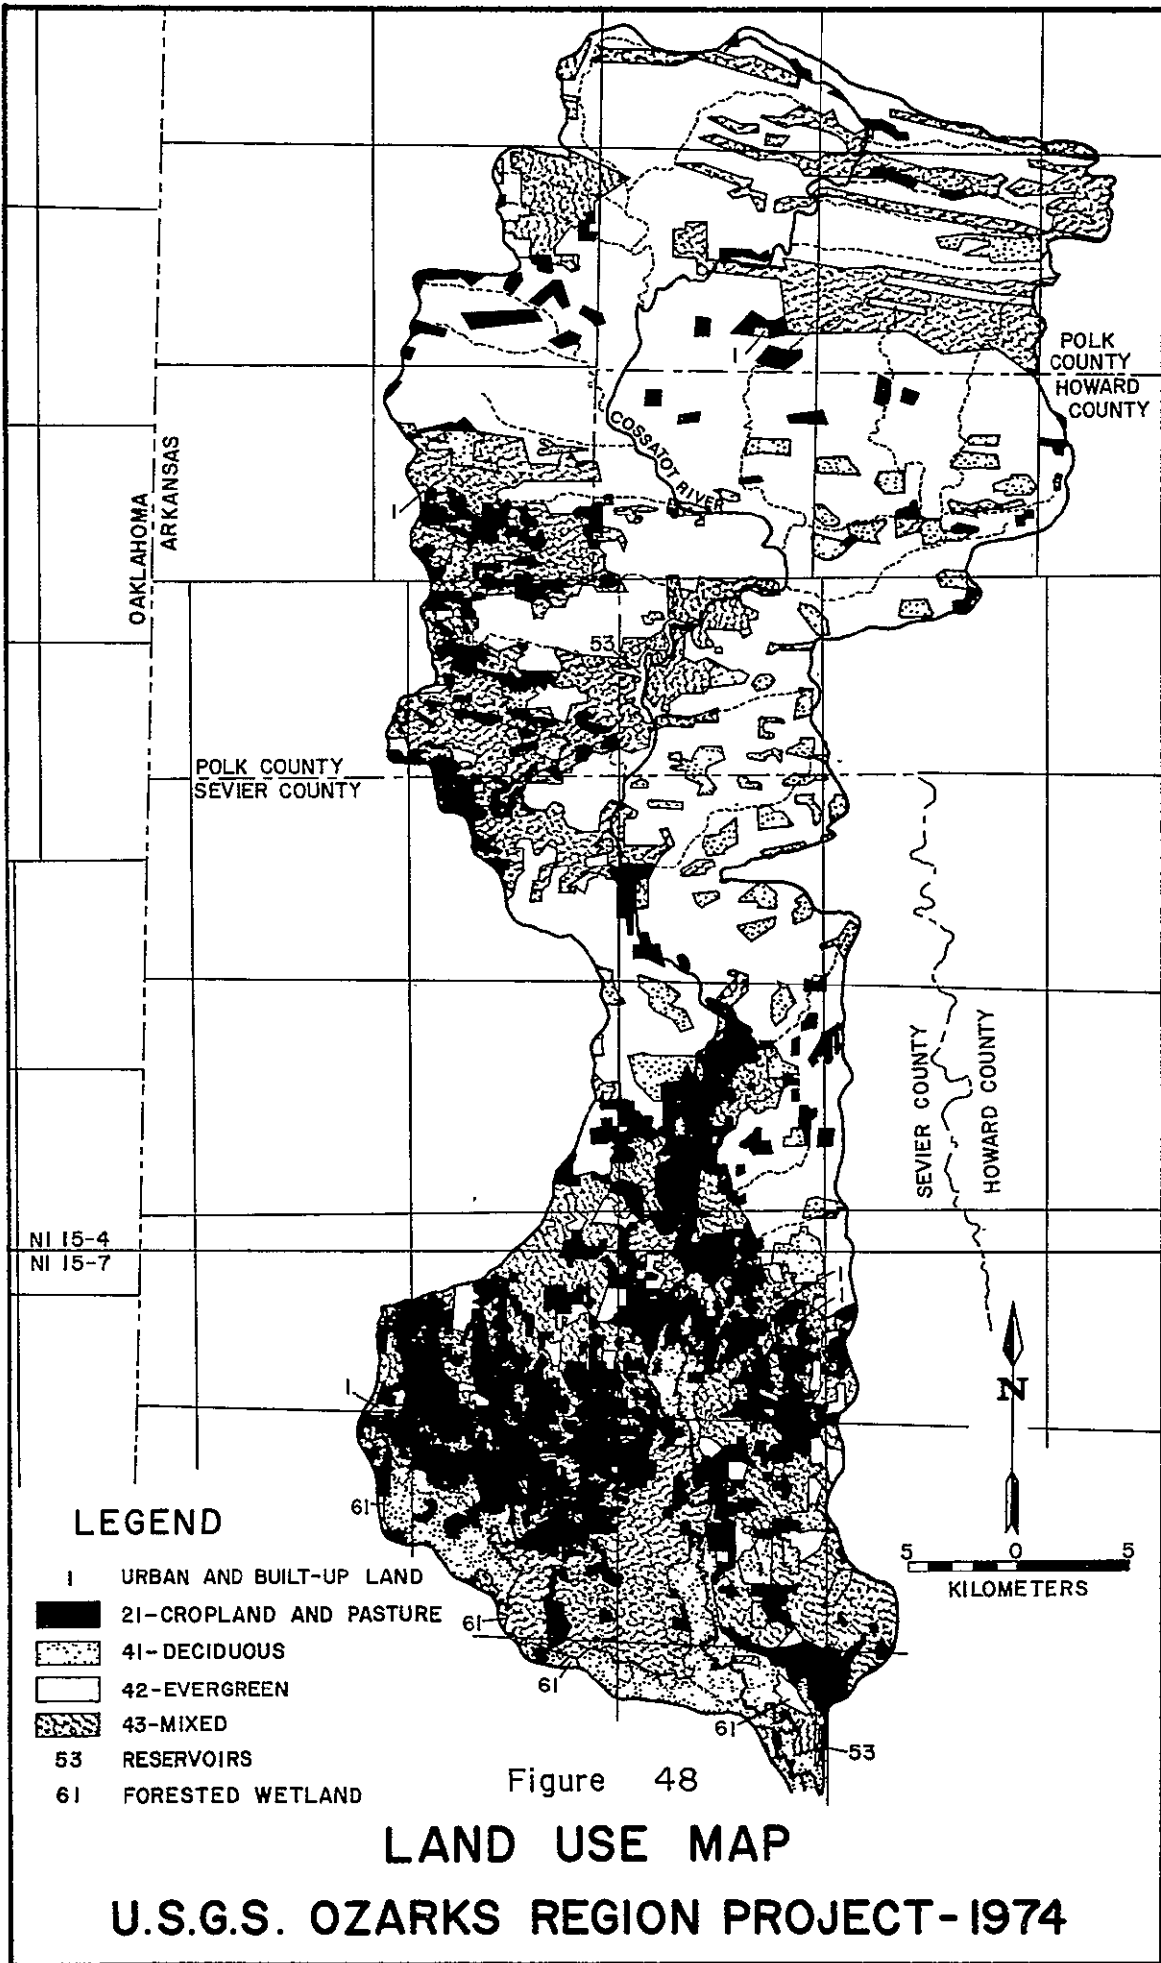 POLK
COUNTY
HOWARD
COUNTY
1
COSSATOT RIVER
OKLAHOMA
ARKANSAS
1
53
1
POLK COUNTY
SEVIER COUNTY
SEVIER COUNTY
HOWARD COUNTY
NI 15-4
NI 15-7
1
1
N
61
LEGEND
1 URBAN AND BUILT-UP LAND
21-CROPLAND AND PASTURE
41-DECIDUOUS
42-EVERGREEN
43-MIXED
53 RESERVOIRS
61 FORESTED WETLAND
5 0 5
KILOMETERS
61
61
61
53
Figure 48
LAND USE MAP
U.S.G.S. OZARKS REGION PROJECT-1974